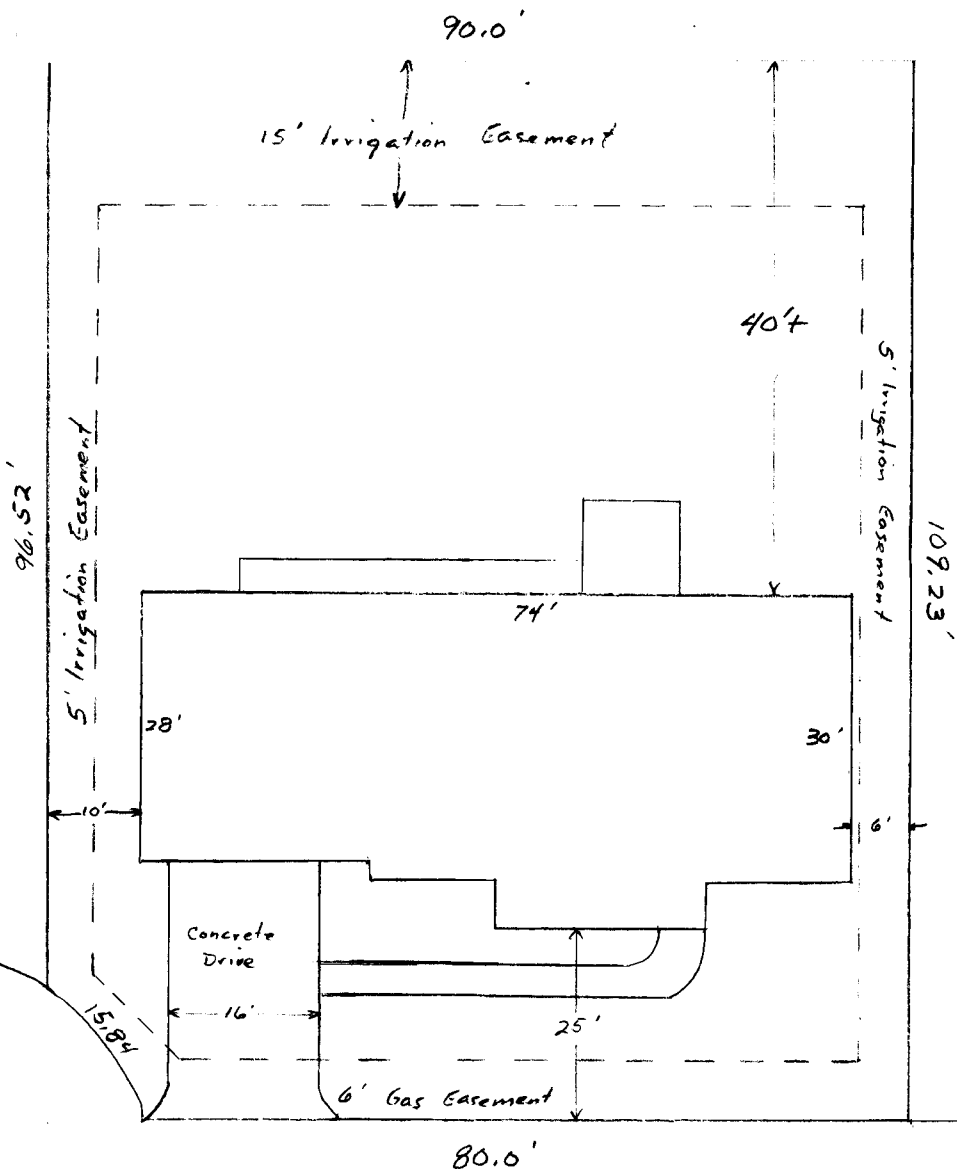 90.0'
15' Irrigation Easement
40'+
5' Irrigation Easement
96.52'
5' Irrigation Easement
109.23'
74'
28'
30'
10'
6'
Concrete
Drive
15.84
16'
25'
6' Gas Easement
80.0'